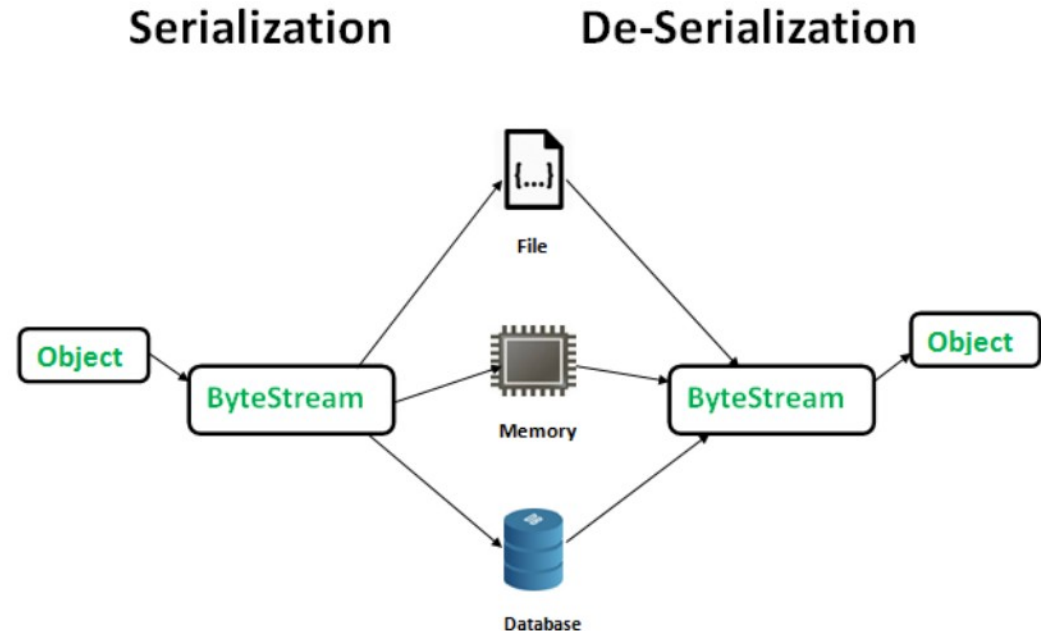 Serialization
De-Serialization
{...}
File
Object
ByteStream
Memory
ByteStream
Object
Database